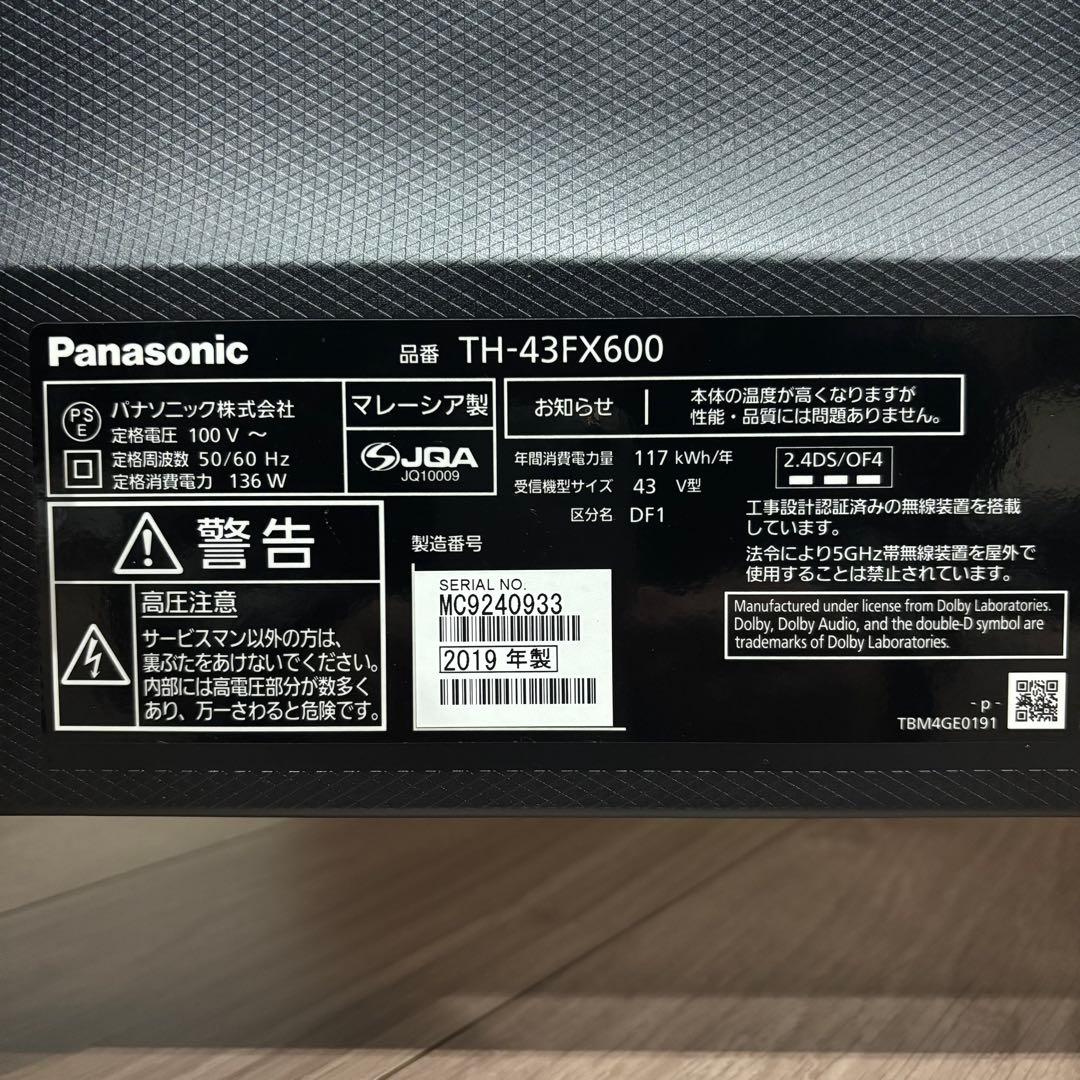 Panasonic
品番 TH-43FX600
PS
E
パナソニック株式会社
定格電圧 100 V ～
定格周波数 50/60 Hz
定格消費電力 136 W
マレーシア製
JQA
JQ10009
お知らせ
本体の温度が高くなりますが
性能・品質には問題ありません。
年間消費電力量 117 kWh/年
受信機型サイズ 43 V型
区分名 DF1
2.4DS/OF4
工事設計認証済みの無線装置を搭載
しています。
法令により5GHz帯無線装置を屋外で
使用することは禁止されています。
警告
高圧注意
サービスマン以外の方は、
裏ぶたをあけないでください。
内部には高電圧部分が数多く
あり、万一さわると危険です。
製造番号
SERIAL NO.
MC9240933
2019 年製
Manufactured under license from Dolby Laboratories.
Dolby, Dolby Audio, and the double-D symbol are
trademarks of Dolby Laboratories.
- p -
TBM4GE0191